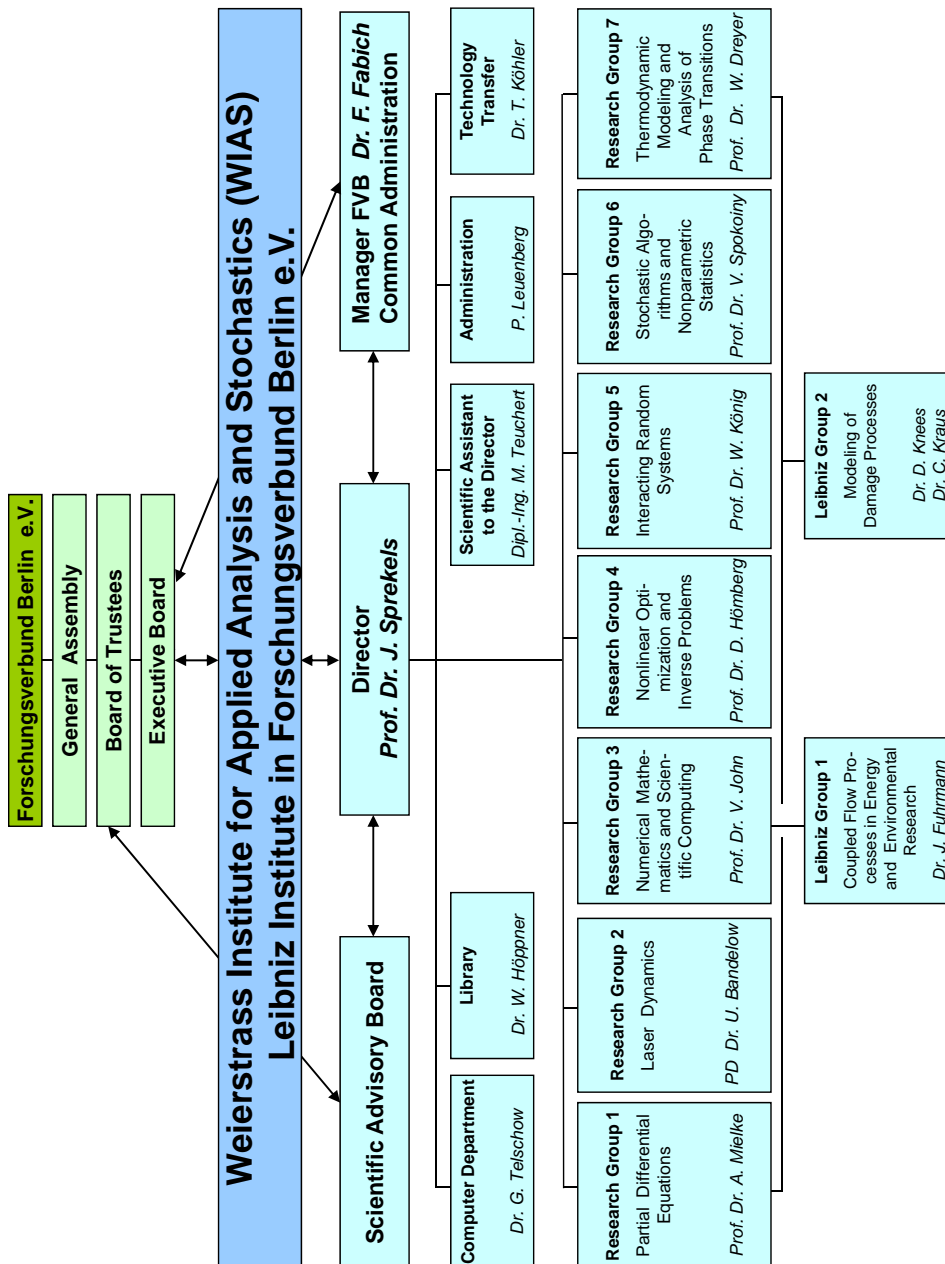 Forschungsverbund Berlin e.V.
General Assembly
Board of Trustees
Executive Board
Weierstrass Institute for Applied Analysis and Stochastics (WIAS)
Leibniz Institute in Forschungsverbund Berlin e.V.
Scientific Advisory Board
Director
Prof. Dr. J. Sprekels
Manager FVB Dr. F. Fabich
Common Administration
Computer Department
Dr. G. Telschow
Library
Dr. W. Höppner
Scientific Assistant
to the Director
Dipl.-Ing. M. Teuchert
Administration
P. Leuenberg
Technology
Transfer
Dr. T. Köhler
Research Group 1
Partial Differential
Equations
Prof. Dr. A. Mielke
Research Group 2
Laser Dynamics
PD Dr. U. Bandelow
Research Group 3
Numerical Mathe-
matics and Scien-
tific Computing
Prof. Dr. V. John
Research Group 4
Nonlinear Opti-
mization and
Inverse Problems
Prof. Dr. D. Hömberg
Research Group 5
Interacting Random
Systems
Prof. Dr. W. König
Research Group 6
Stochastic Algo-
rithms and
Nonparametric
Statistics
Prof. Dr. V. Spokoiny
Research Group 7
Thermodynamic
Modeling and
Analysis of
Phase Transitions
Prof. Dr. W. Dreyer
Leibniz Group 1
Coupled Flow Pro-
cesses in Energy
and Environmental
Research
Dr. J. Fuhrmann
Leibniz Group 2
Modeling of
Damage Processes
Dr. D. Knees
Dr. C. Kraus